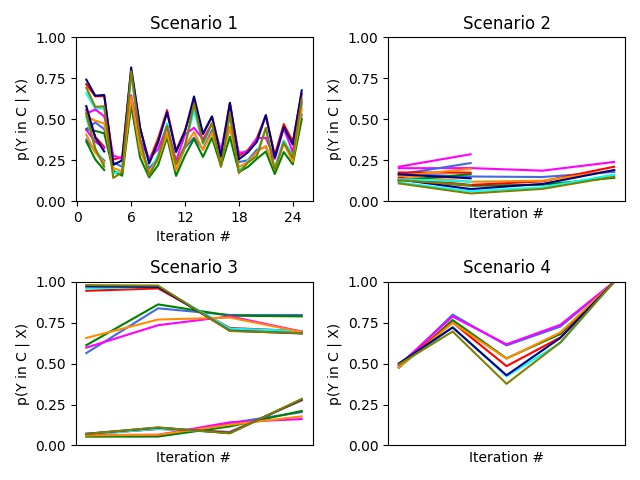 Scenario 1
1.00
0.75
0.50
0.25
0.00
p(Y in C | X)
0
6
12
18
24
Iteration #
Scenario 2
1.00
0.75
0.50
0.25
0.00
p(Y in C | X)
Iteration #
Scenario 3
1.00
0.75
0.50
0.25
0.00
p(Y in C | X)
Iteration #
Scenario 4
1.00
0.75
0.50
0.25
0.00
p(Y in C | X)
Iteration #